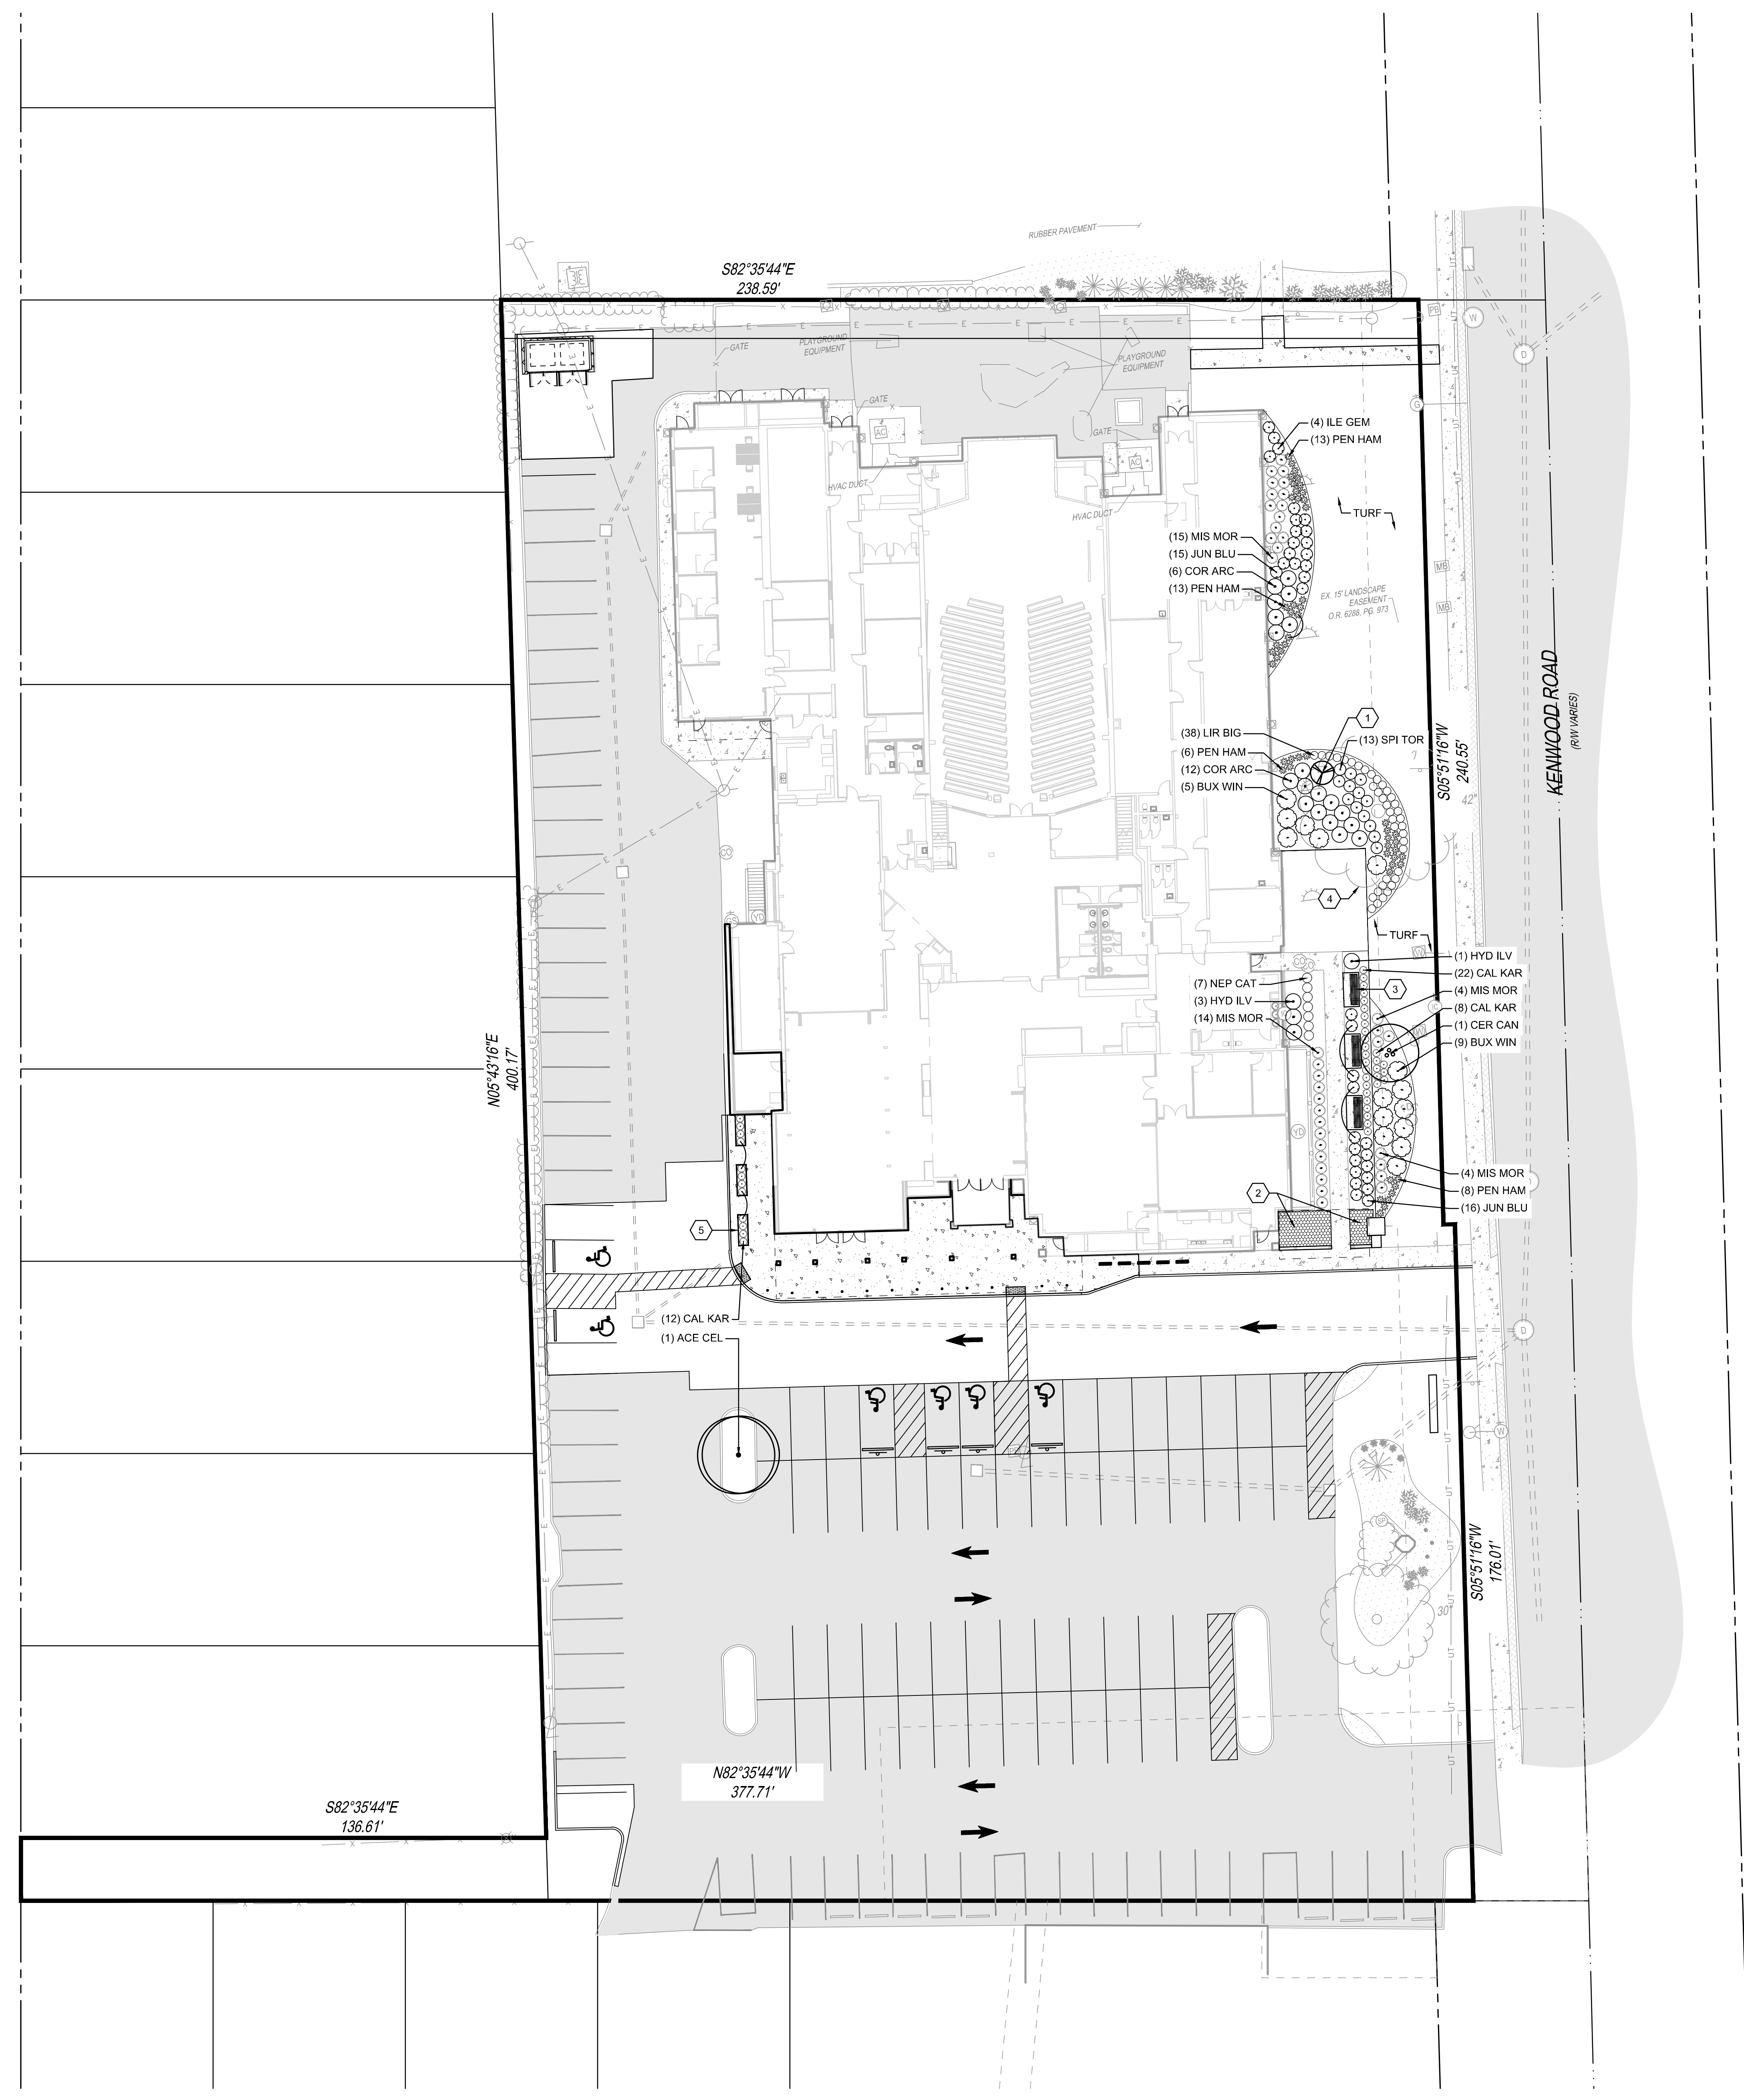 RUBBER PAVEMENT
S82°35'44"E
238.59'
PB
W
D
GATE
PLAYGROUND
EQUIPMENT
PLAYGROUND
EQUIPMENT
GATE
GATE
G
AC
AC
HVAC DUCT
HVAC DUCT
(4) ILE GEM
(13) PEN HAM
TURF
(15) MIS MOR
(15) JUN BLU
(6) COR ARC
(13) PEN HAM
MB
MB
EX. 15' LANDSCAPE
EASEMENT
O.R. 6288, PG. 973
KENWOOD ROAD
(R/W VARIES)
1
(38) LIR BIG
(13) SPI TOR
(6) PEN HAM
(12) COR ARC
(5) BUX WIN
S05°51'16"W
240.55'
42"
CO
YD
4
TURF
(1) HYD ILV
(22) CAL KAR
(7) NEP CAT
3
(4) MIS MOR
(3) HYD ILV
(8) CAL KAR
(14) MIS MOR
(1) CER CAN
(9) BUX WIN
N05°43'16"E
400.17'
YD
(4) MIS MOR
(8) PEN HAM
2
(16) JUN BLU
5
(12) CAL KAR
(1) ACE CEL
D
W
SP
S05°51'16"W
176.01'
30"
N82°35'44"W
377.71'
S82°35'44"E
136.61'